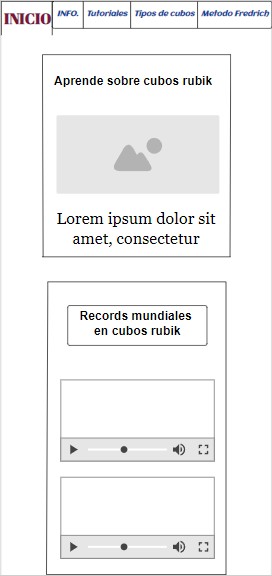 INICIO
INFO.
Tutoriales
Tipos de cubos
Metodo Fredrich
Aprende sobre cubos rubik
Lorem ipsum dolor sit
amet, consectetur
Records mundiales
en cubos rubik